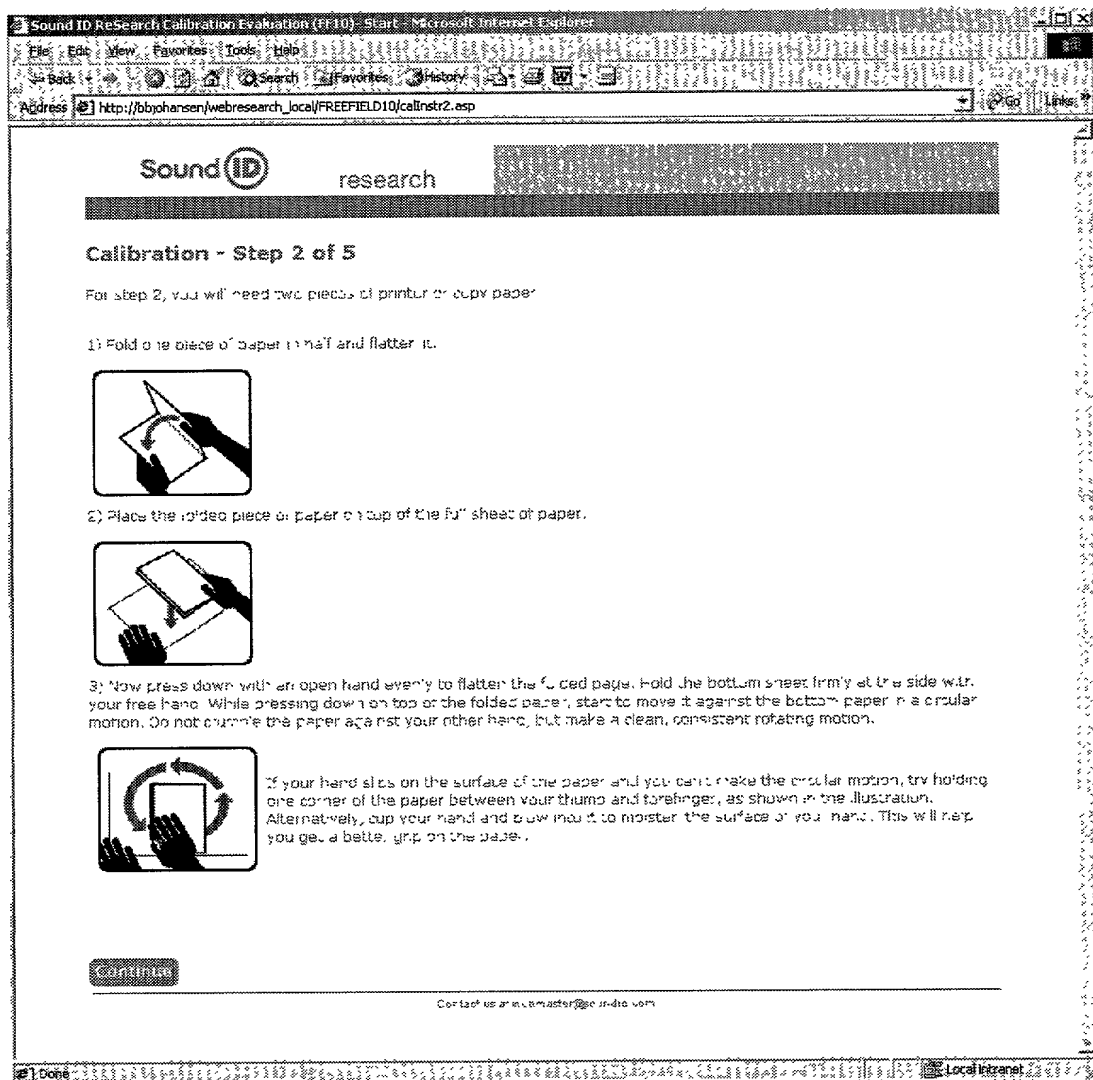 Sound ID ReSearch Calibration Evaluation (FF10)- Start - Microsoft Internet Explorer
File Edit View Favorites Tools Help
Back Search Favorites History
Address http://bbjohansen/webresearch_local/FREEFIELD10/calInstr2.asp Go Links
Sound ID research
Calibration - Step 2 of 5
For step 2, you will need two pieces of printer or copy paper
1) Fold one piece of paper in half and flatten it.
2) Place the folded piece of paper on top of the full sheet of paper.
3) Now press down with an open hand evenly to flatten the folded page. Hold the bottom sheet firmly at the side with
your free hand. While pressing down on top of the folded paper, start to move it against the bottom paper in a circular
motion. Do not crumple the paper against your other hand, but make a clean, consistent rotating motion.
If your hand slips on the surface of the paper and you can't make the circular motion, try holding
one corner of the paper between your thumb and forefinger, as shown in the illustration.
Alternatively, cup your hand and blow into it to moisten the surface of your hand. This will help
you get a better grip on the paper.
Continue
Contact us at webmaster@soundid.com
Done Local intranet